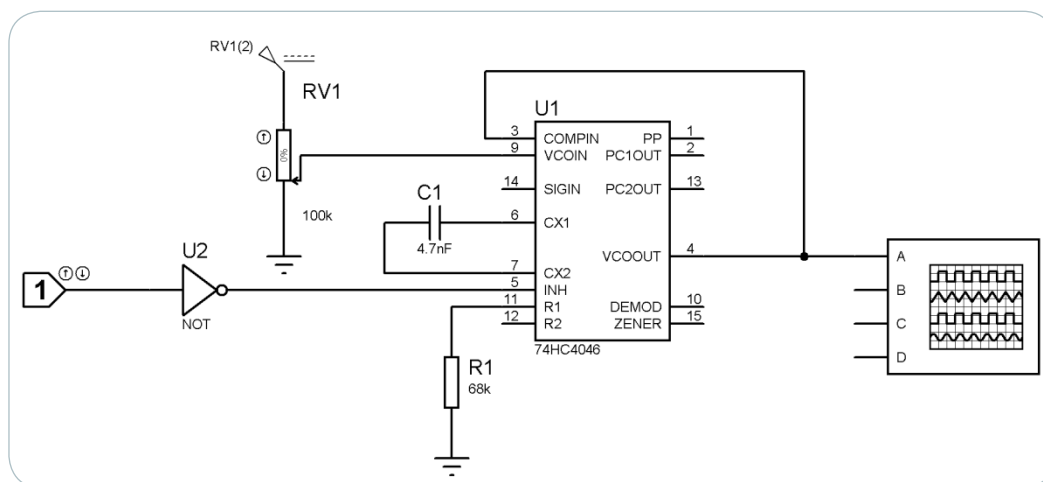 RV1(2)
RV1
0%
100k
U1
3 COMPIN PP 1
9 VCOIN PC1OUT 2
14 SIGIN PC2OUT 13
C1
4.7nF
6 CX1
VCOOUT 4
7 CX2
5 INH
11 R1 DEMOD 10
12 R2 ZENER 15
74HC4046
U2
1
NOT
R1
68k
A
B
C
D